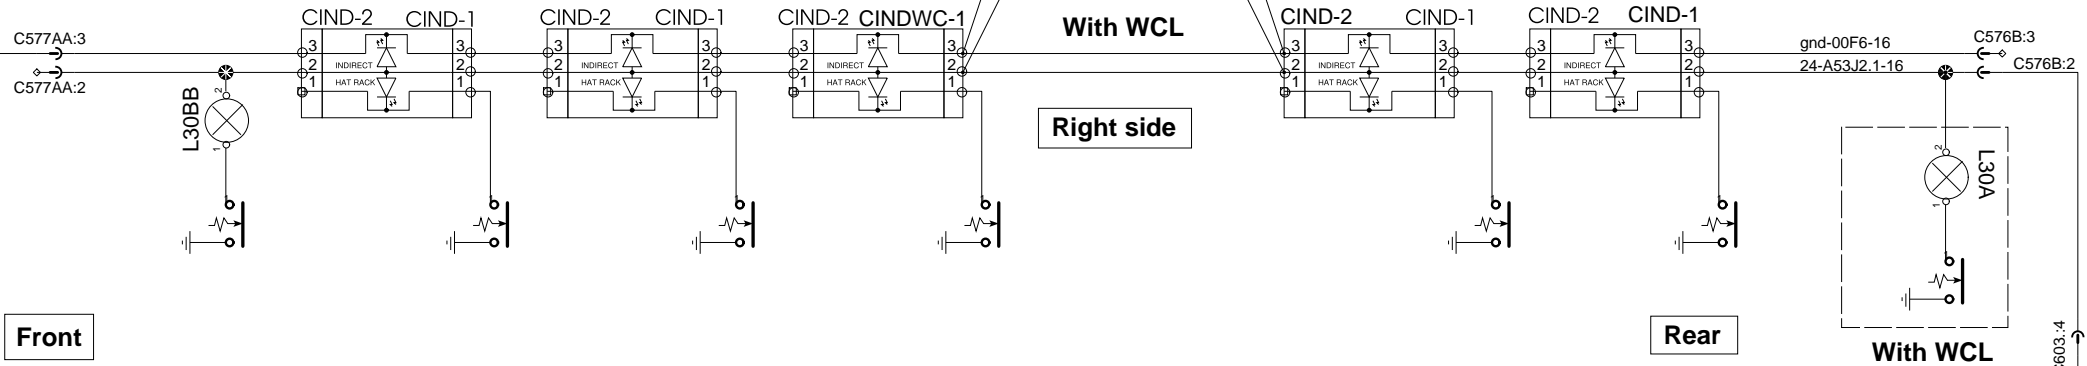 CIND-2 CIND-1 CIND-2 CIND-1 CIND-2 CINDWC-1 With WCL CIND-2 CIND-1 CIND-2 CIND-1
C577AA:3
C577AA:2
3 3 3 3 3 3 3 3 3 3
2 2 2 2 2 2 2 2 2 2
1 1 1 1 1 1 1 1 1 1
INDIRECT INDIRECT INDIRECT INDIRECT INDIRECT
HAT RACK HAT RACK HAT RACK HAT RACK HAT RACK
gnd-00F6-16 C576B:3
24-A53J2.1-16 C576B:2
L30BB
2
1
Right side
L30A
2
1
Front
Rear
With WCL
603.:4